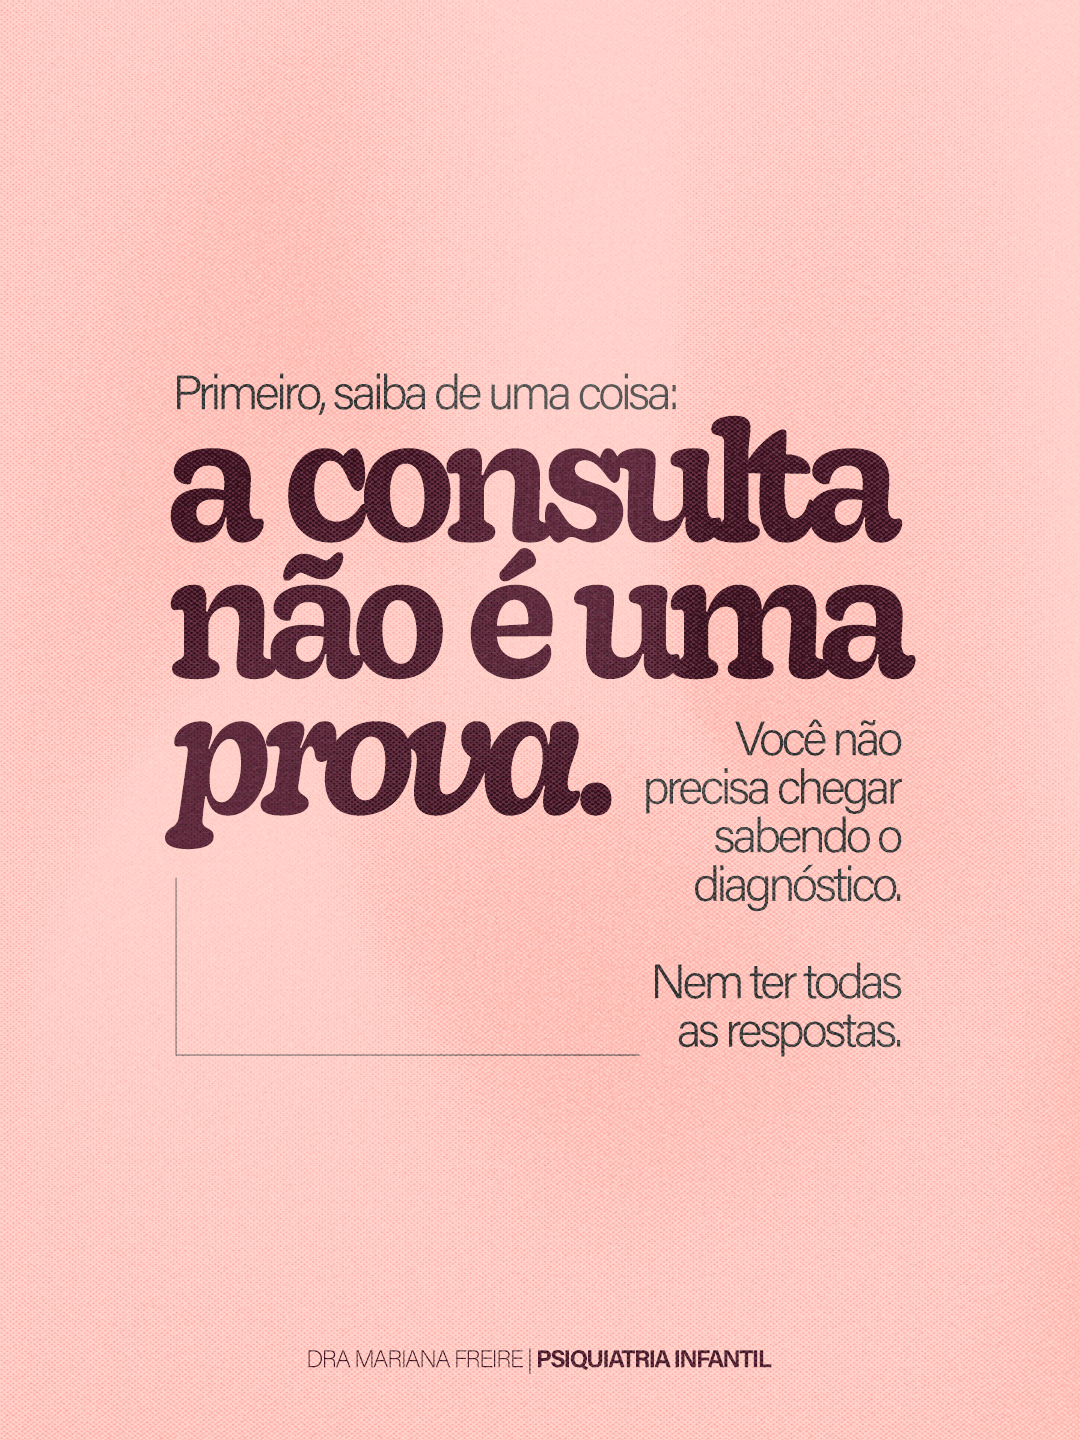 Primeiro, saiba de uma coisa:
a consulta
não é uma
prova.
Você não
precisa chegar
sabendo o
diagnóstico.
Nem ter todas
as respostas.
DRA MARIANA FREIRE | PSIQUIATRIA INFANTIL